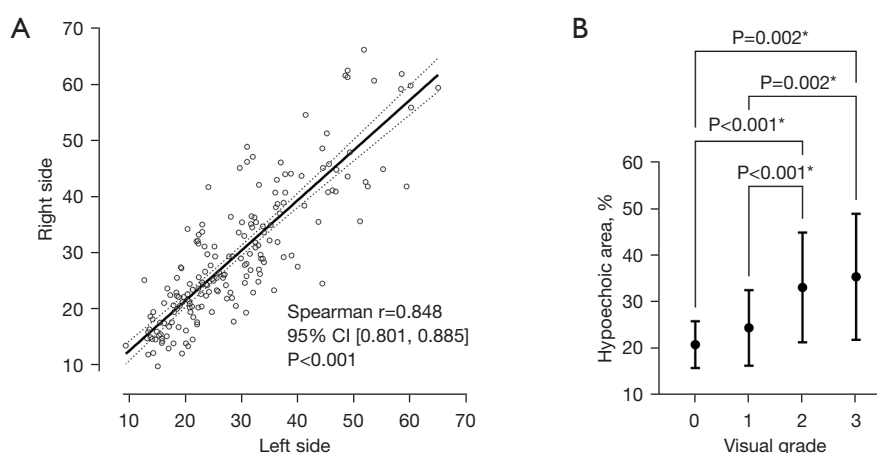 A
70
60
50
40
30
20
10
Right side
Spearman r=0.848
95% CI [0.801, 0.885]
P<0.001
10 20 30 40 50 60 70
Left side
B
P=0.002*
P=0.002*
P<0.001*
P<0.001*
60
50
40
30
20
10
Hypoechoic area, %
0 1 2 3
Visual grade